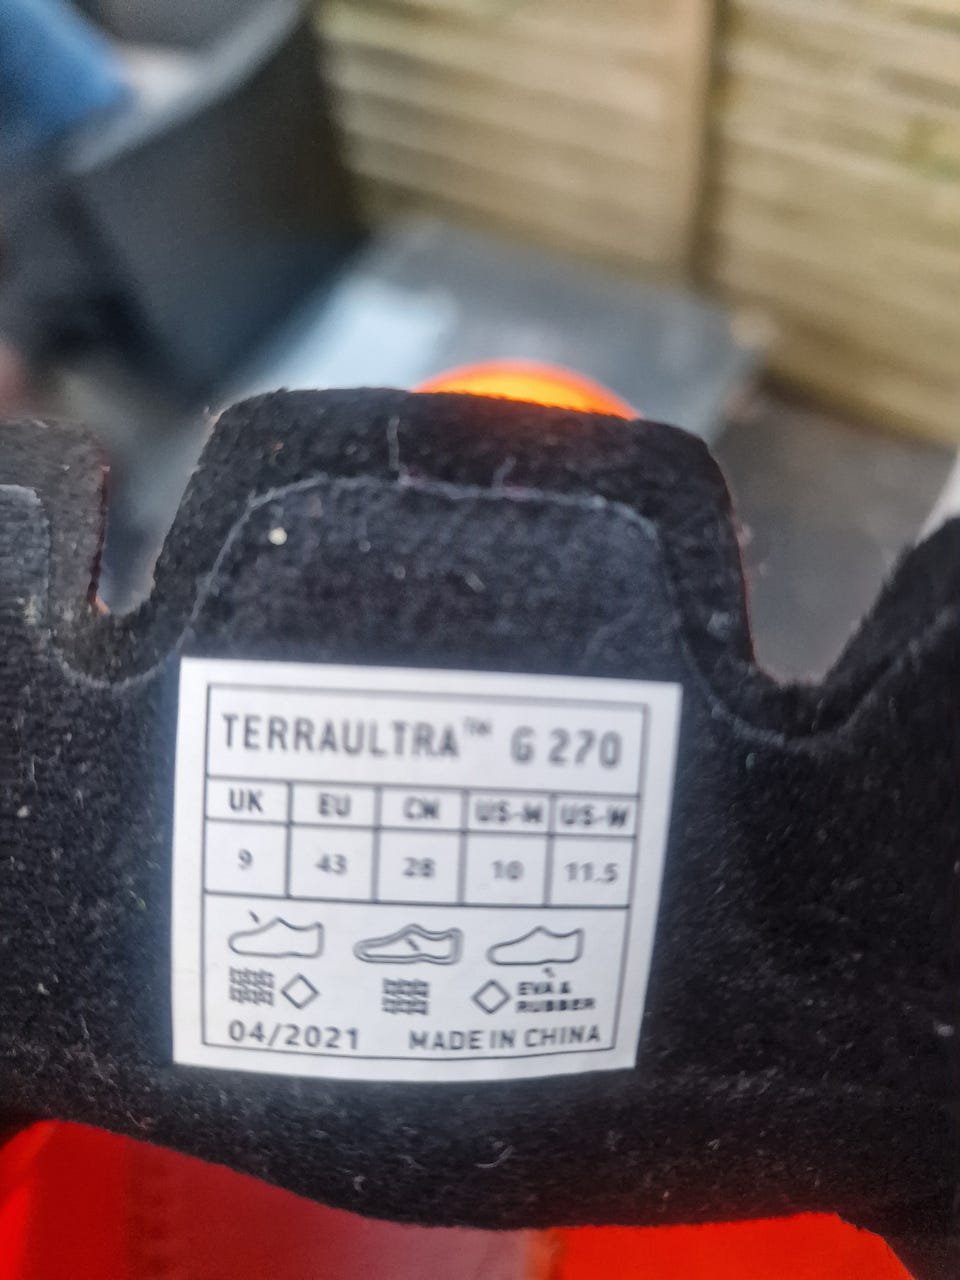 TERRAULTRA™ G 270
UK EU CM US-M US-W
9 43 28 10 11.5
EVA &
RUBBER
04/2021 MADE IN CHINA